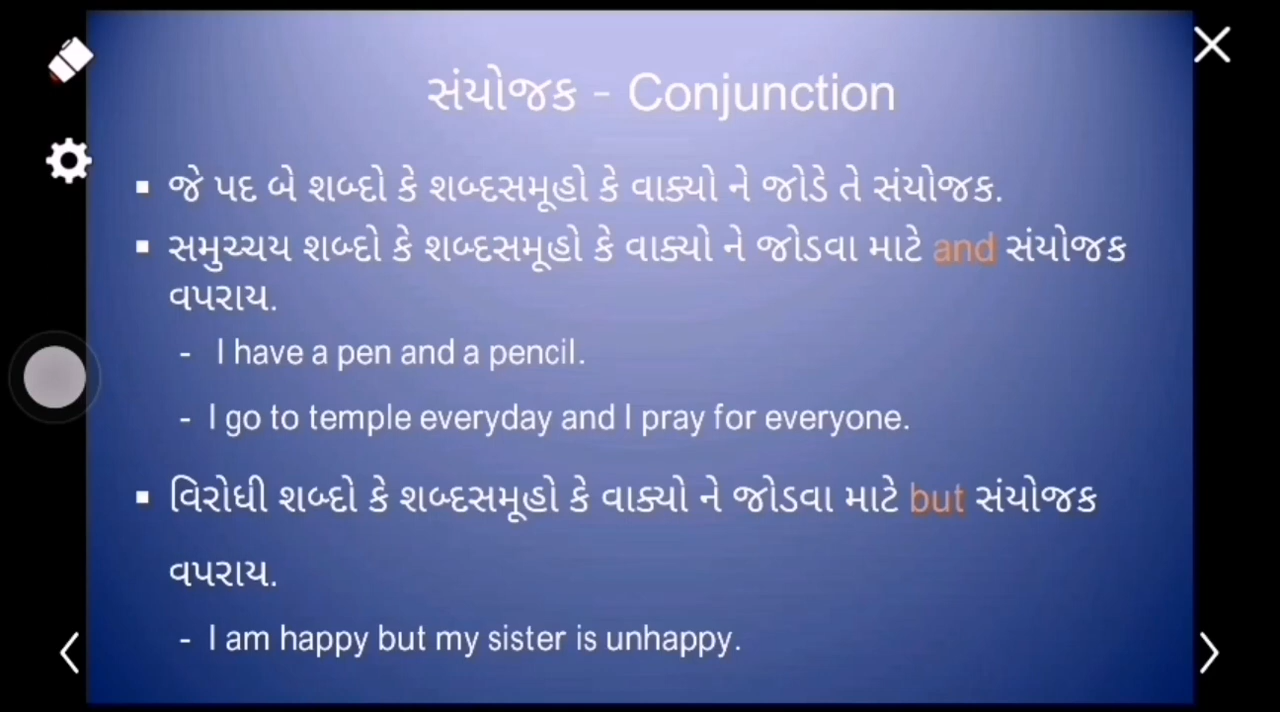 સંયોજક - Conjunction
▪ જે પદ બે શબ્દો કે શબ્દસમૂહો કે વાક્યો ને જોડે તે સંયોજક.
▪ સમુચ્ચય શબ્દો કે શબ્દસમૂહો કે વાક્યો ને જોડવા માટે and સંયોજક
વપરાય.
- I have a pen and a pencil.
- I go to temple everyday and I pray for everyone.
▪ વિરોધી શબ્દો કે શબ્દસમૂહો કે વાક્યો ને જોડવા માટે but સંયોજક
વપરાય.
- I am happy but my sister is unhappy.